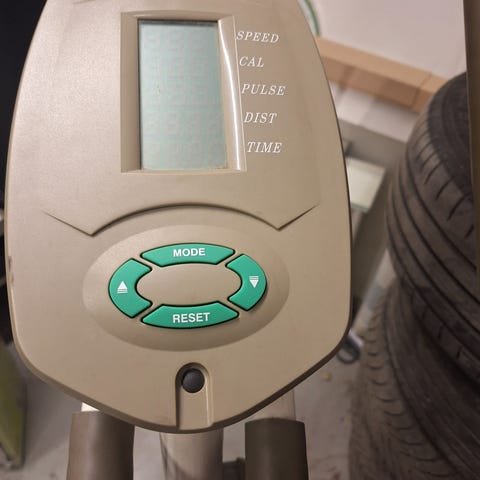 SPEED
CAL
PULSE
DIST
TIME
MODE
RESET